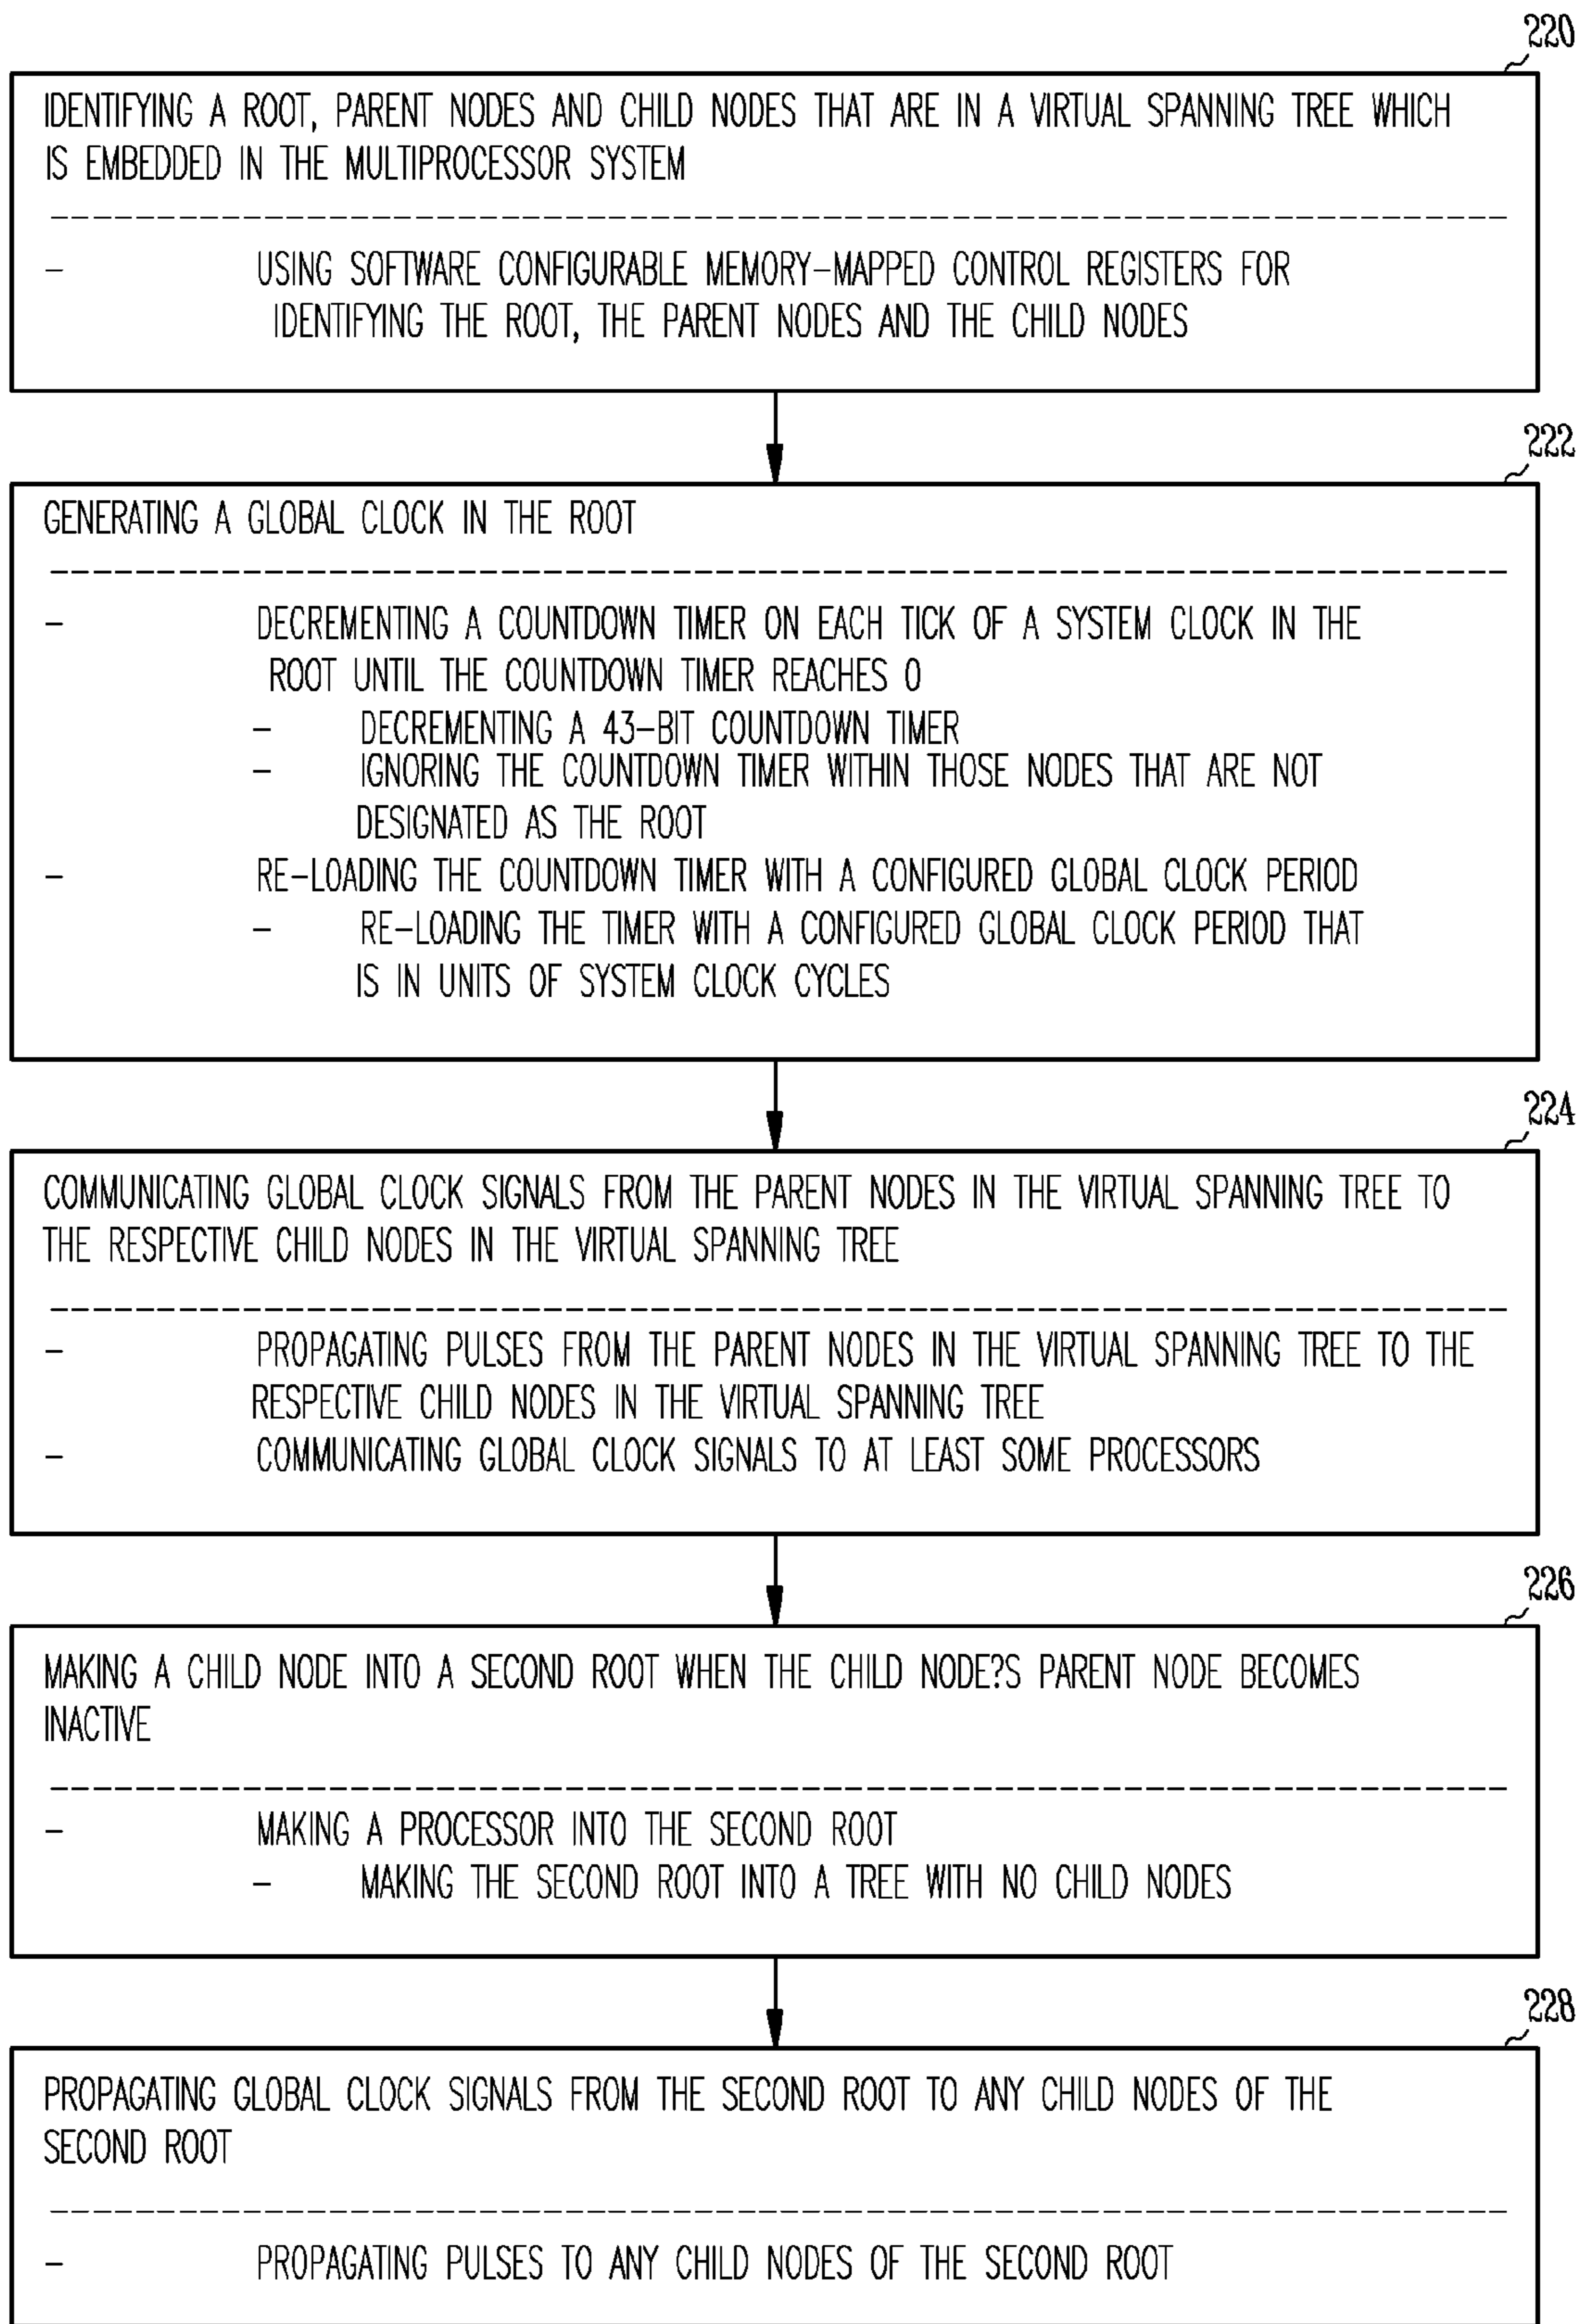 220
IDENTIFYING A ROOT, PARENT NODES AND CHILD NODES THAT ARE IN A VIRTUAL SPANNING TREE WHICH
IS EMBEDDED IN THE MULTIPROCESSOR SYSTEM
- USING SOFTWARE CONFIGURABLE MEMORY-MAPPED CONTROL REGISTERS FOR
IDENTIFYING THE ROOT, THE PARENT NODES AND THE CHILD NODES
222
GENERATING A GLOBAL CLOCK IN THE ROOT
- DECREMENTING A COUNTDOWN TIMER ON EACH TICK OF A SYSTEM CLOCK IN THE
ROOT UNTIL THE COUNTDOWN TIMER REACHES 0
- DECREMENTING A 43-BIT COUNTDOWN TIMER
- IGNORING THE COUNTDOWN TIMER WITHIN THOSE NODES THAT ARE NOT
DESIGNATED AS THE ROOT
- RE-LOADING THE COUNTDOWN TIMER WITH A CONFIGURED GLOBAL CLOCK PERIOD
- RE-LOADING THE TIMER WITH A CONFIGURED GLOBAL CLOCK PERIOD THAT
IS IN UNITS OF SYSTEM CLOCK CYCLES
224
COMMUNICATING GLOBAL CLOCK SIGNALS FROM THE PARENT NODES IN THE VIRTUAL SPANNING TREE TO
THE RESPECTIVE CHILD NODES IN THE VIRTUAL SPANNING TREE
- PROPAGATING PULSES FROM THE PARENT NODES IN THE VIRTUAL SPANNING TREE TO THE
RESPECTIVE CHILD NODES IN THE VIRTUAL SPANNING TREE
- COMMUNICATING GLOBAL CLOCK SIGNALS TO AT LEAST SOME PROCESSORS
226
MAKING A CHILD NODE INTO A SECOND ROOT WHEN THE CHILD NODE?S PARENT NODE BECOMES
INACTIVE
- MAKING A PROCESSOR INTO THE SECOND ROOT
- MAKING THE SECOND ROOT INTO A TREE WITH NO CHILD NODES
228
PROPAGATING GLOBAL CLOCK SIGNALS FROM THE SECOND ROOT TO ANY CHILD NODES OF THE
SECOND ROOT
- PROPAGATING PULSES TO ANY CHILD NODES OF THE SECOND ROOT